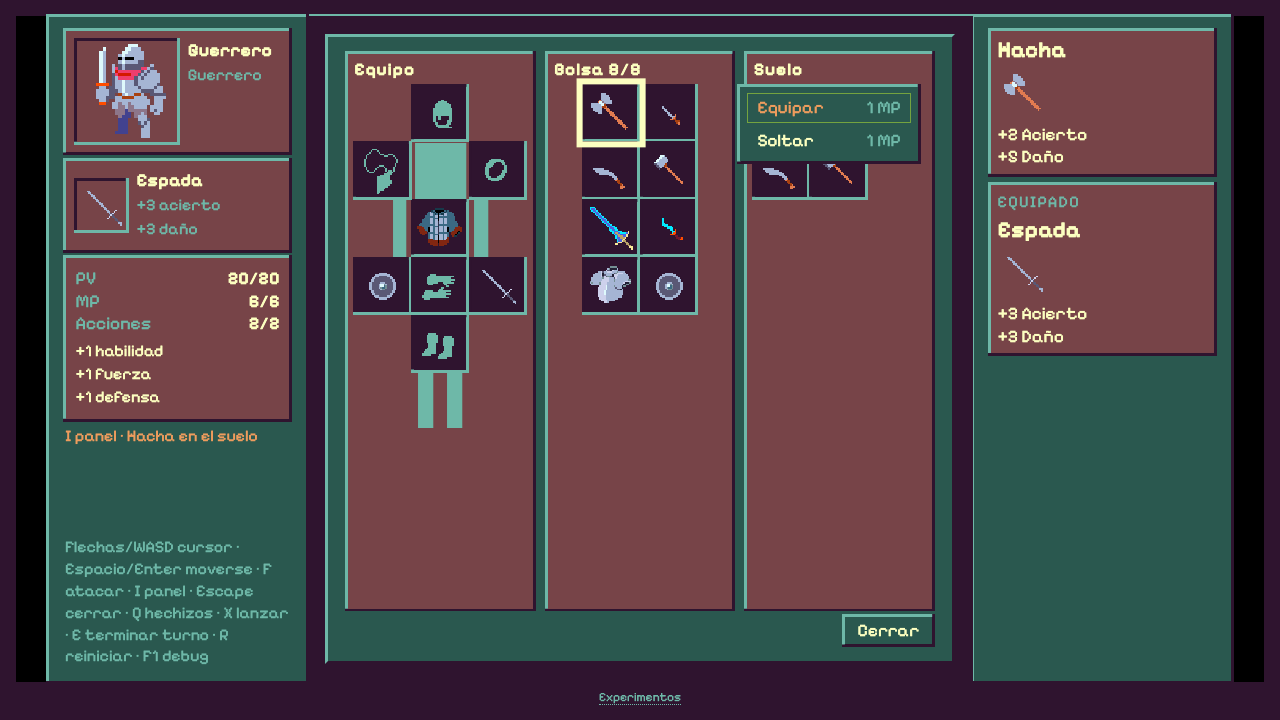 Guerrero
Guerrero
Espada
+3 acierto
+3 daño
PV 80/80
MP 6/6
Acciones 2/2
+1 habilidad
+1 fuerza
+1 defensa
I panel · Hacha en el suelo
Flechas/WASD cursor ·
Espacio/Enter moverse · F
atacar · I panel · Escape
cerrar · Q hechizos · X lanzar
· E terminar turno · R
reiniciar · F1 debug
Equipo
Bolsa 8/8
Suelo
Equipar 1 MP
Soltar 1 MP
Cerrar
Hacha
+2 Acierto
+5 Daño
EQUIPADO
Espada
+3 Acierto
+3 Daño
Experimentos